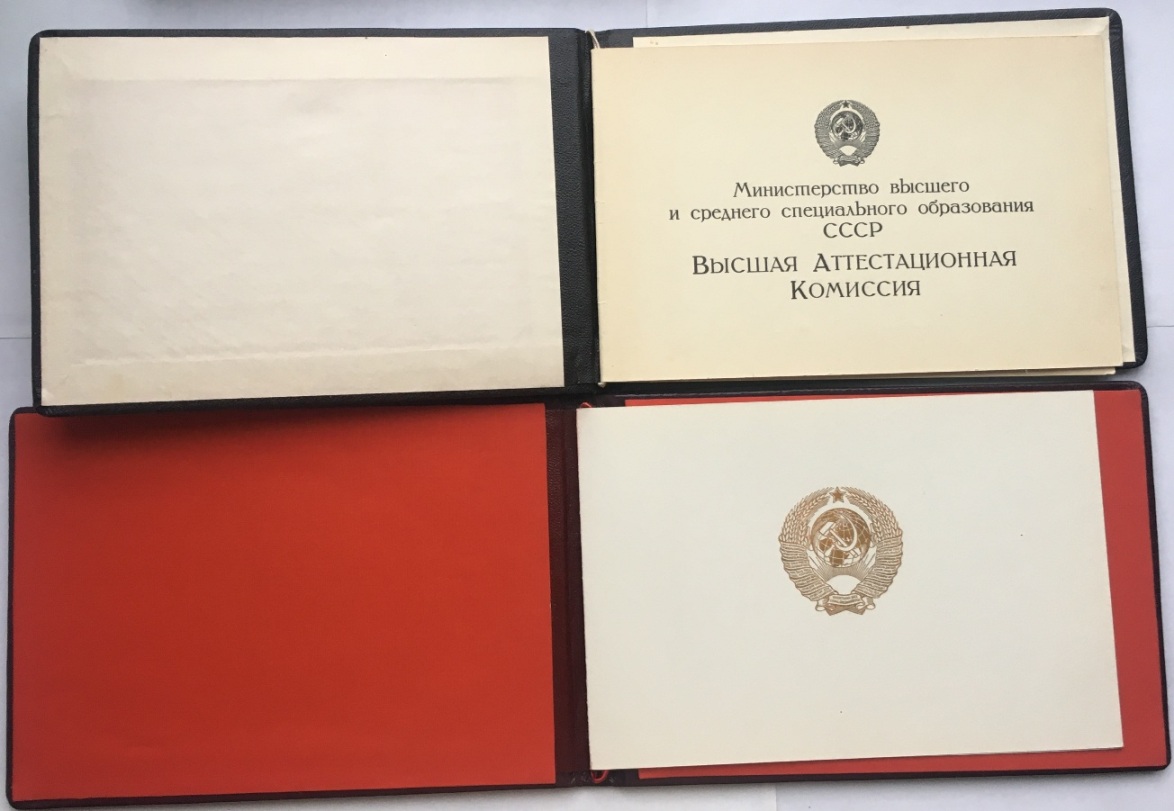 Министерство высшего
и среднего специального образования
СССР
Высшая Аттестационная
Комиссия